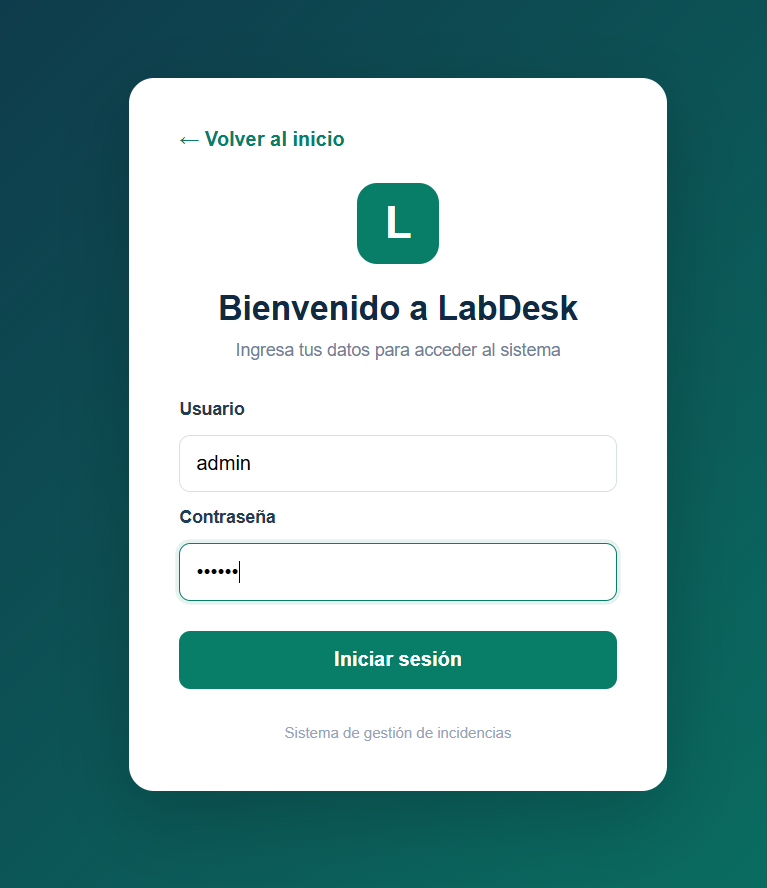 ← Volver al inicio
L
Bienvenido a LabDesk
Ingresa tus datos para acceder al sistema
Usuario
admin
Contraseña
••••••
Iniciar sesión
Sistema de gestión de incidencias